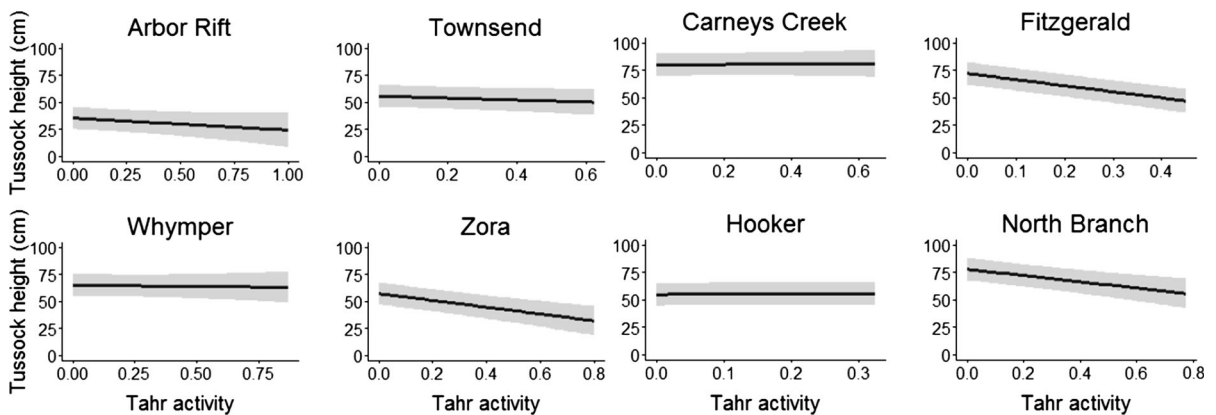 Arbor Rift
Townsend
Carneys Creek
Fitzgerald
Tussock height (cm)
100
75
50
25
0
0.00 0.25 0.50 0.75 1.00
100
75
50
25
0
0.0 0.2 0.4 0.6
100
75
50
25
0
0.0 0.2 0.4 0.6
100
75
50
25
0
0.0 0.1 0.2 0.3 0.4
Whymper
Zora
Hooker
North Branch
Tussock height (cm)
100
75
50
25
0
0.00 0.25 0.50 0.75
100
75
50
25
0
0.0 0.2 0.4 0.6 0.8
100
75
50
25
0
0.0 0.1 0.2 0.3
100
75
50
25
0
0.0 0.2 0.4 0.6 0.8
Tahr activity
Tahr activity
Tahr activity
Tahr activity